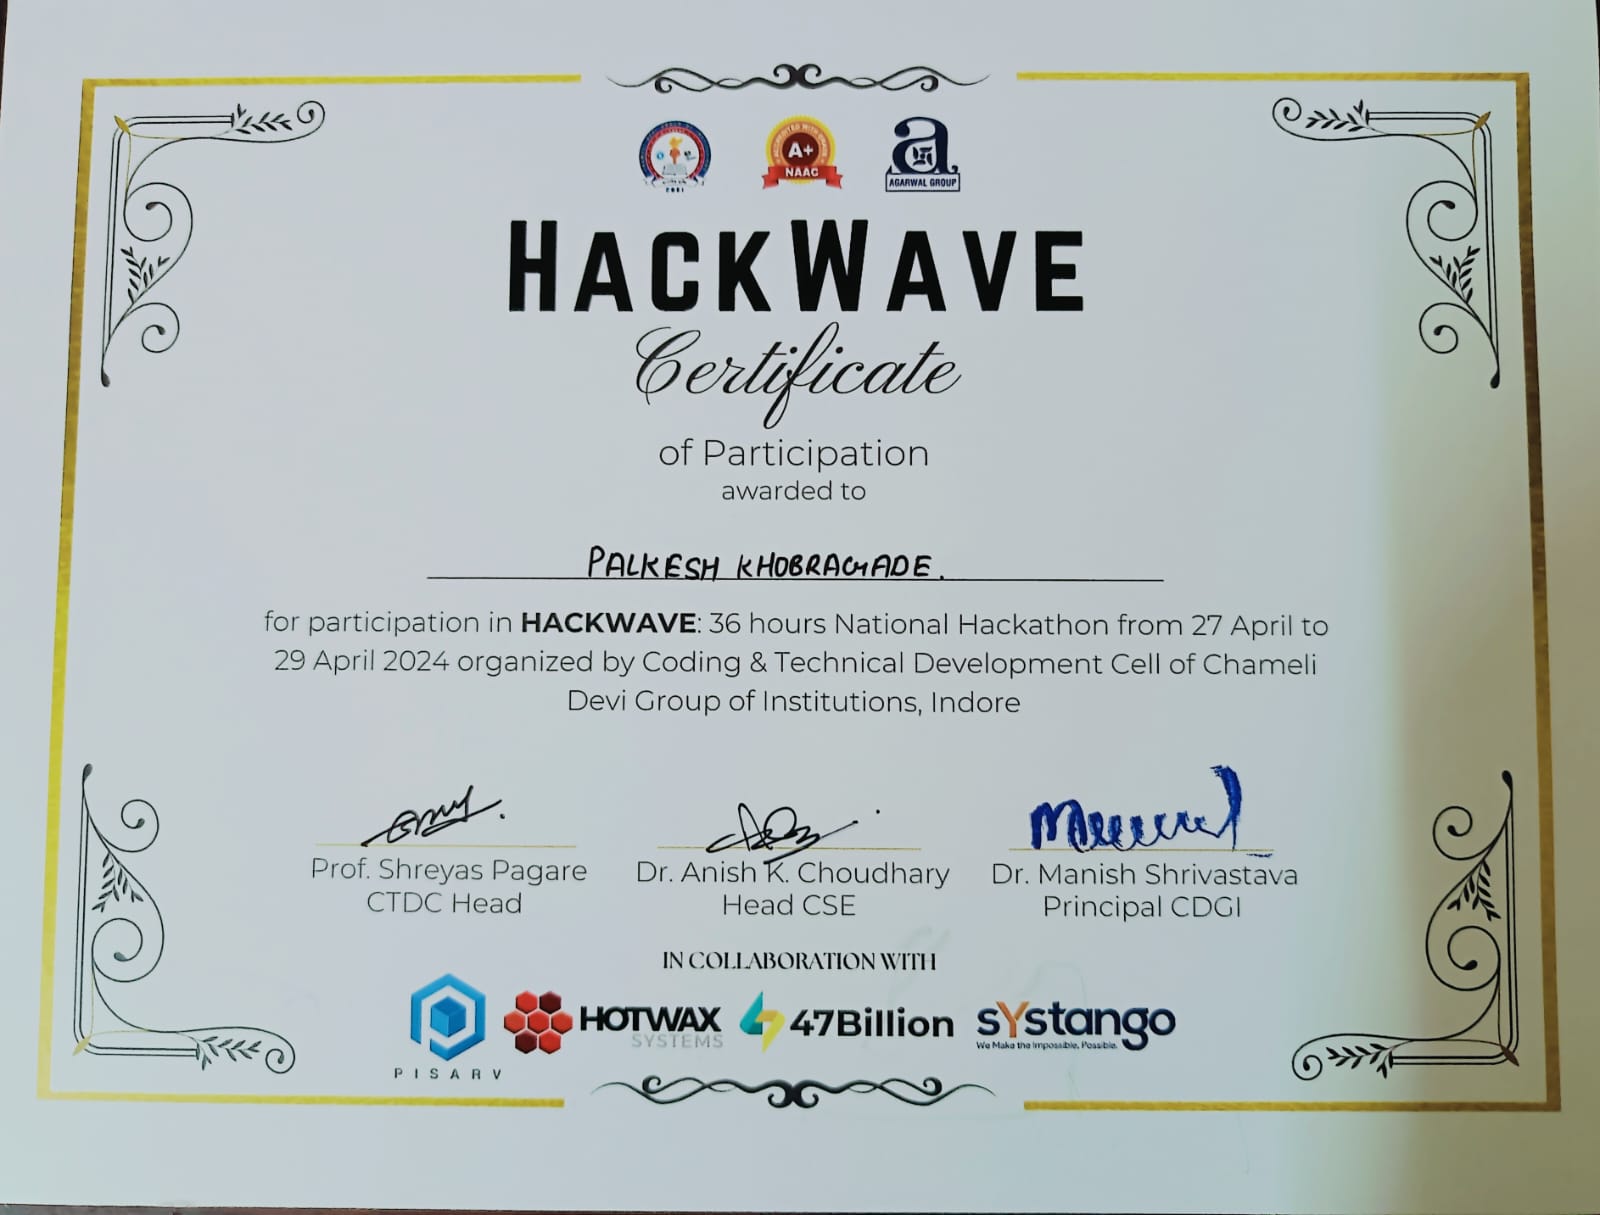 CDGI
ACCREDITED WITH GRADE
A+
NAAC
a
AGARWAL GROUP
HACKWAVE
Certificate
of Participation
awarded to
PALKESH KHOBRAGADE.
for participation in HACKWAVE: 36 hours National Hackathon from 27 April to
29 April 2024 organized by Coding & Technical Development Cell of Chameli
Devi Group of Institutions, Indore
Prof. Shreyas Pagare
CTDC Head
Dr. Anish K. Choudhary
Head CSE
Dr. Manish Shrivastava
Principal CDGI
IN COLLABORATION WITH
PISARV
HOTWAX
SYSTEMS
47Billion
sYstango
We Make the Impossible, Possible.